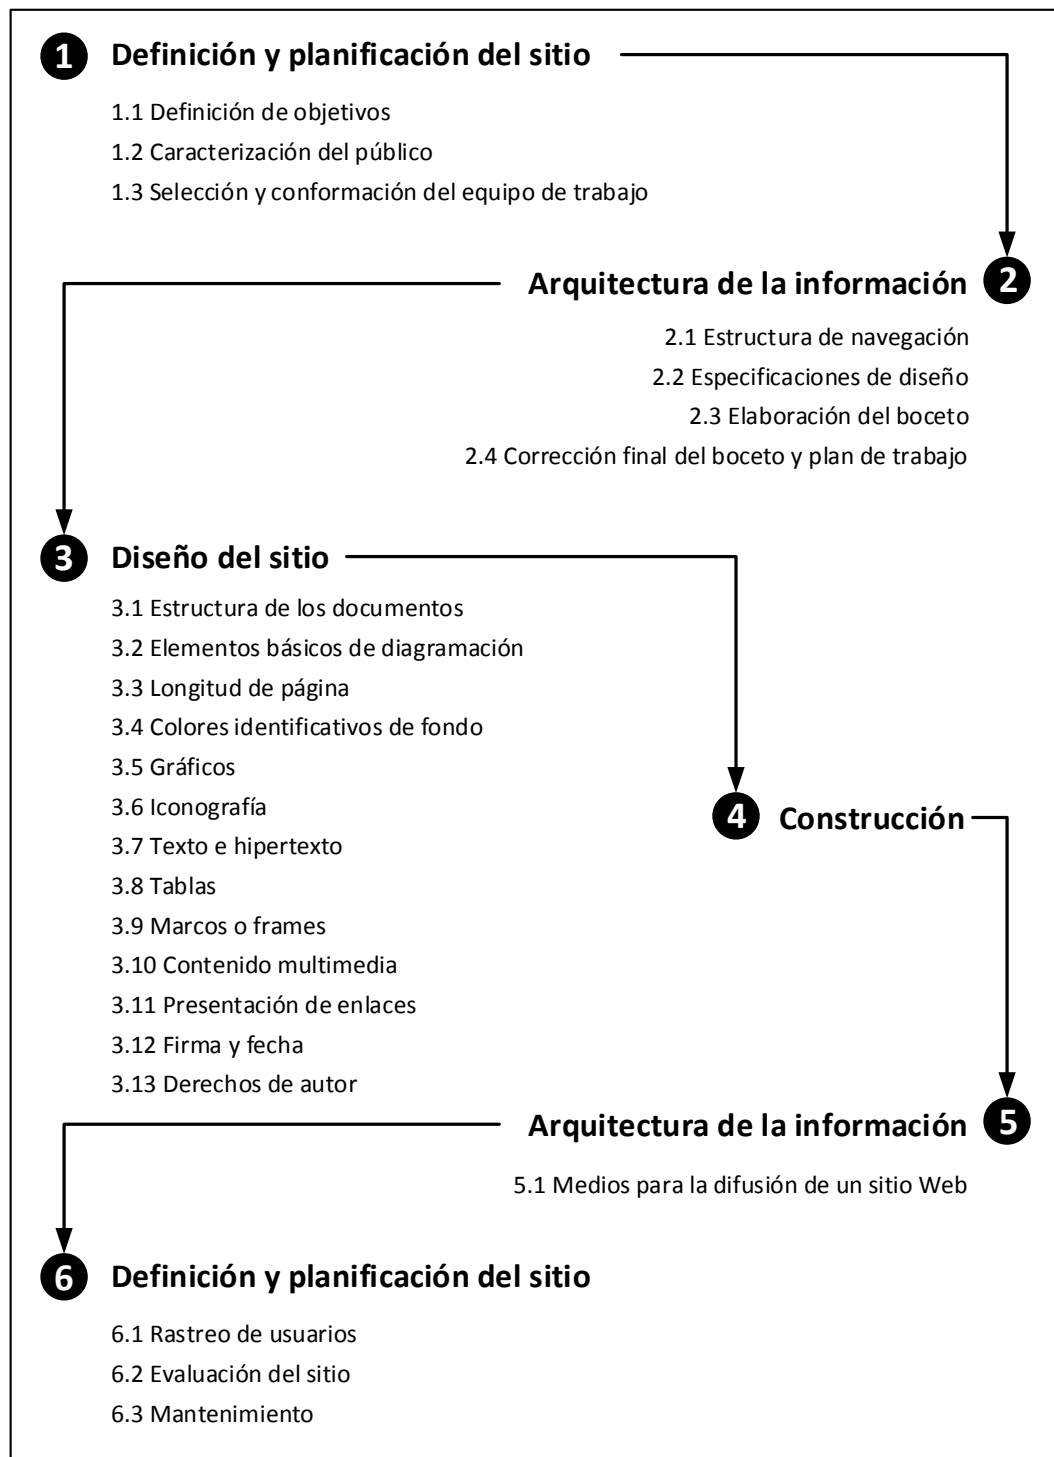 1 Definición y planificación del sitio
1.1 Definición de objetivos
1.2 Caracterización del público
1.3 Selección y conformación del equipo de trabajo
Arquitectura de la información 2
2.1 Estructura de navegación
2.2 Especificaciones de diseño
2.3 Elaboración del boceto
2.4 Corrección final del boceto y plan de trabajo
3 Diseño del sitio
3.1 Estructura de los documentos
3.2 Elementos básicos de diagramación
3.3 Longitud de página
3.4 Colores identificativos de fondo
3.5 Gráficos
3.6 Iconografía
3.7 Texto e hipertexto
3.8 Tablas
3.9 Marcos o frames
3.10 Contenido multimedia
3.11 Presentación de enlaces
3.12 Firma y fecha
3.13 Derechos de autor
4 Construcción
Arquitectura de la información 5
5.1 Medios para la difusión de un sitio Web
6 Definición y planificación del sitio
6.1 Rastreo de usuarios
6.2 Evaluación del sitio
6.3 Mantenimiento